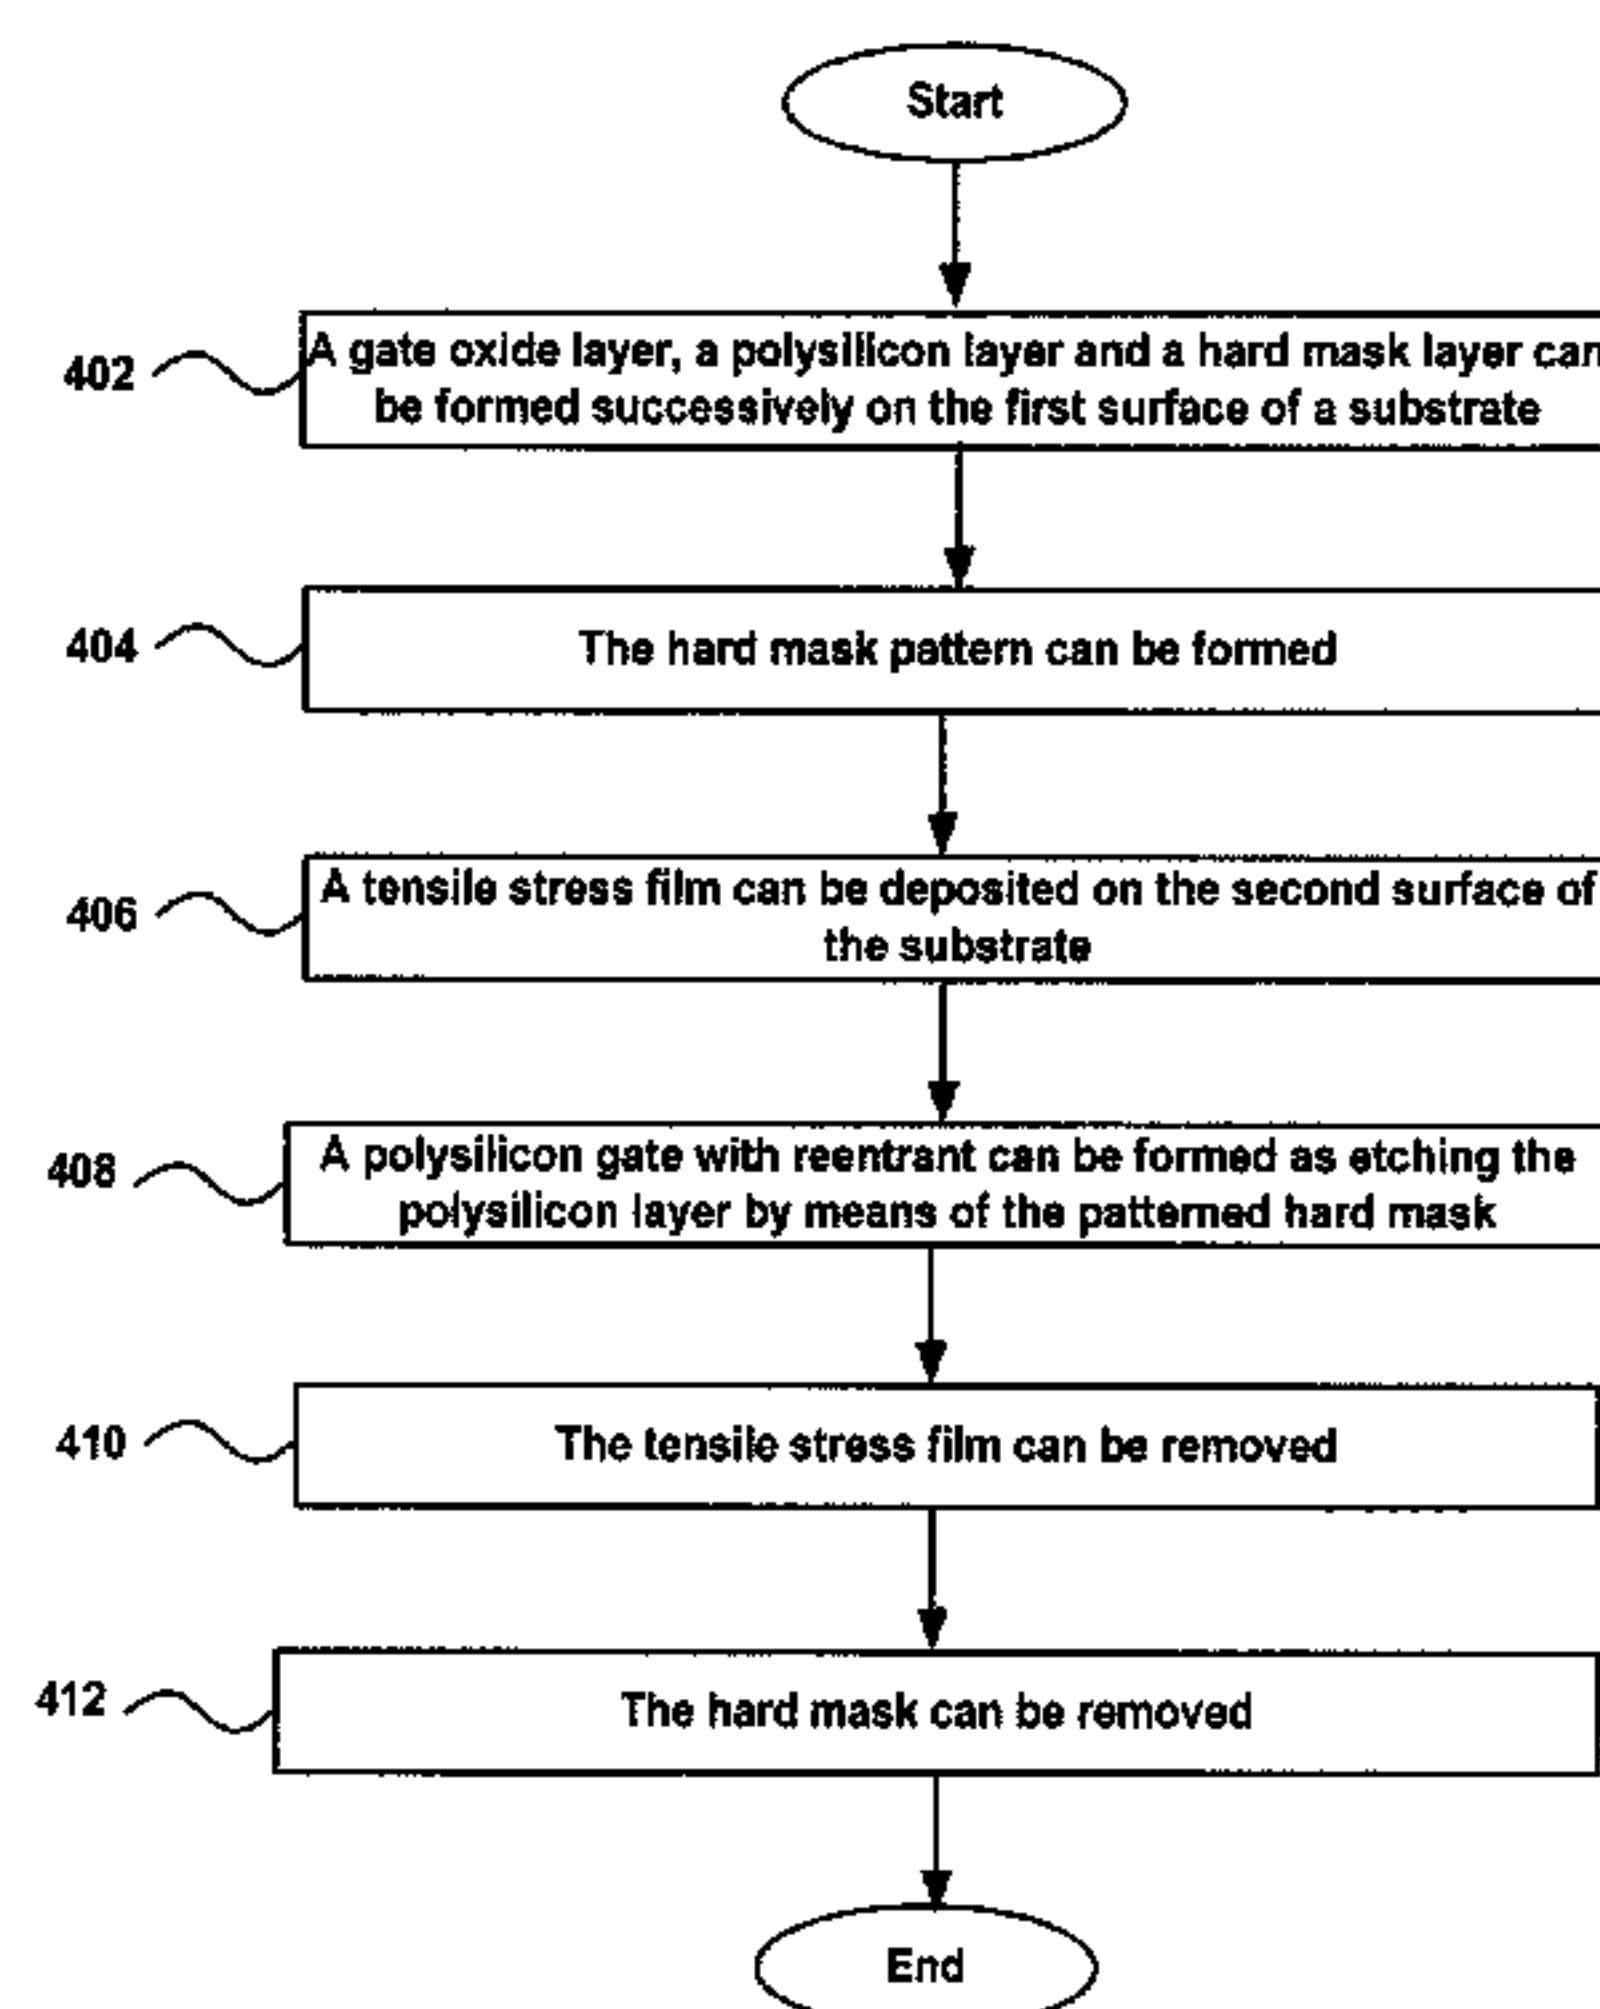 Start
402
A gate oxide layer, a polysilicon layer and a hard mask layer can
be formed successively on the first surface of a substrate
404
The hard mask pattern can be formed
406
A tensile stress film can be deposited on the second surface of
the substrate
408
A polysilicon gate with reentrant can be formed as etching the
polysilicon layer by means of the patterned hard mask
410
The tensile stress film can be removed
412
The hard mask can be removed
End